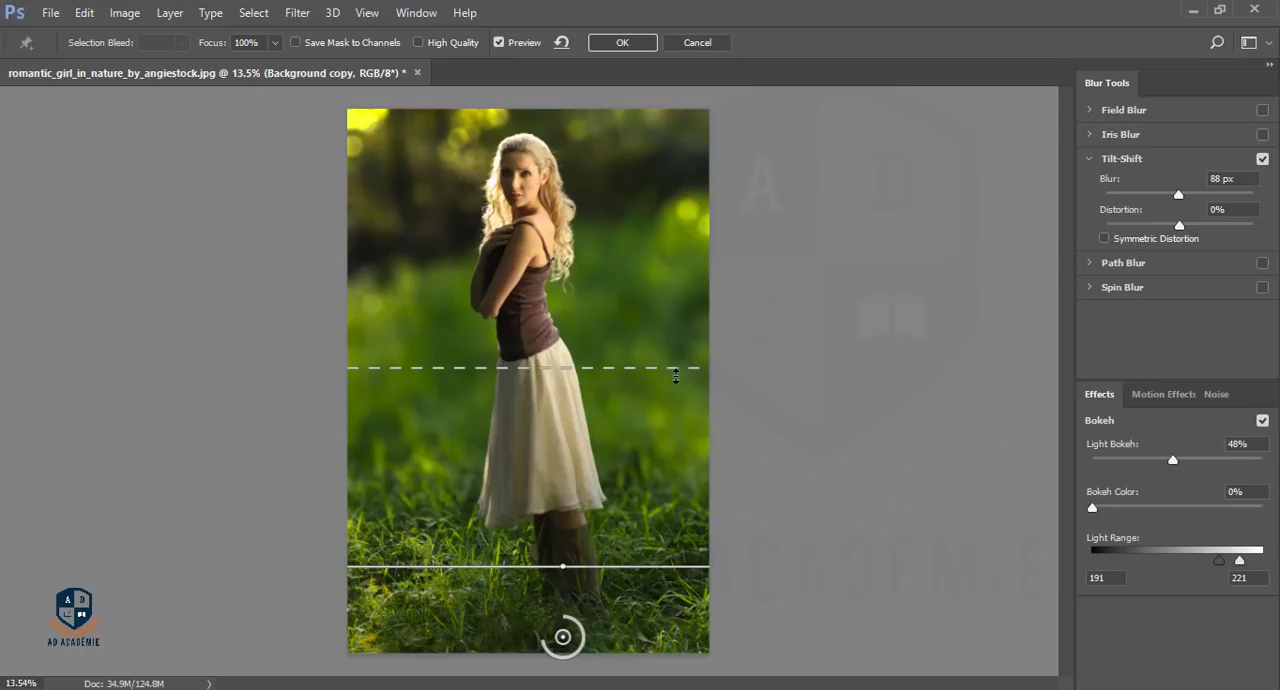 Ps File Edit Image Layer Type Select Filter 3D View Window Help
Selection Bleed: Focus: 100% Save Mask to Channels High Quality Preview OK Cancel
romantic_girl_in_nature_by_angiestock.jpg @ 13.5% (Background copy, RGB/8*) *
Blur Tools
Field Blur
Iris Blur
Tilt-Shift
Blur: 88 px
Distortion: 0%
Symmetric Distortion
Path Blur
Spin Blur
A D
ACADÉMIE
Effects Motion Effects Noise
Bokeh
Light Bokeh: 48%
Bokeh Color: 0%
Light Range:
191 221
A D
AD ACADÉMIE
13.54% Doc: 34.9M/124.8M